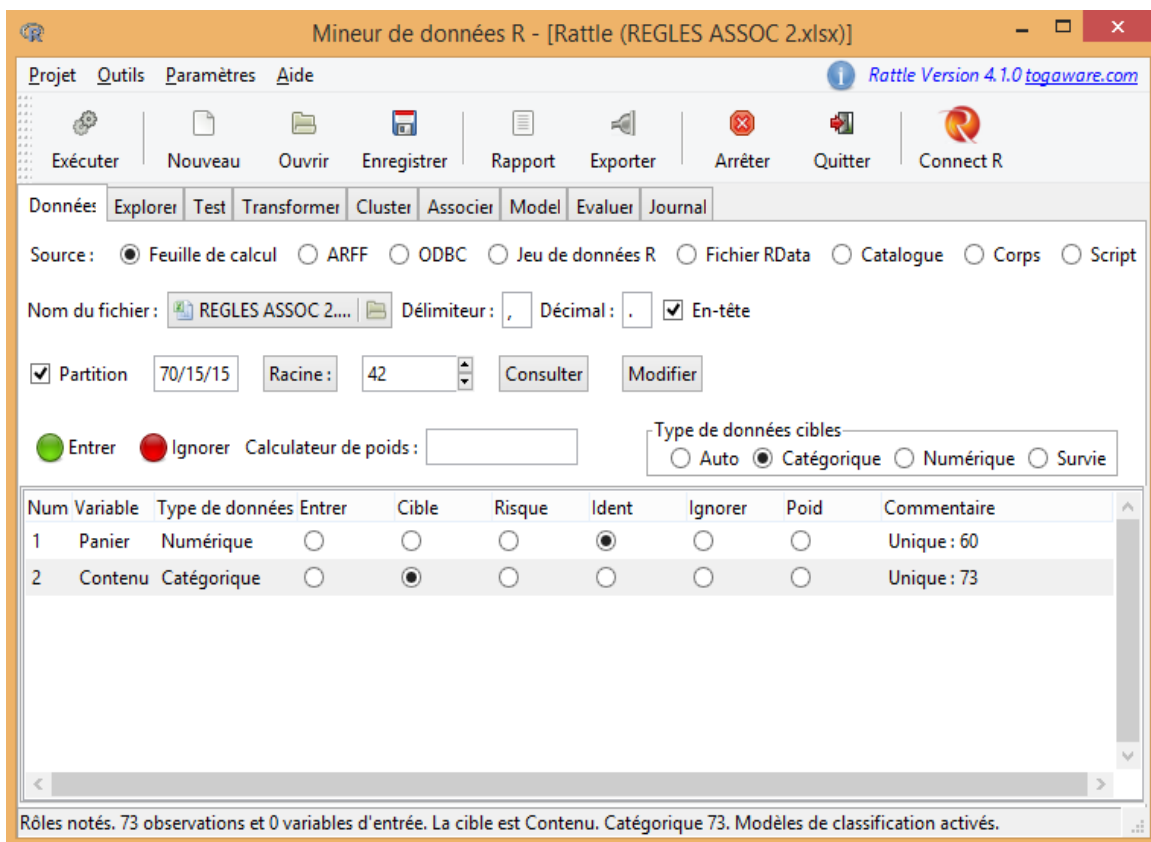 Mineur de données R - [Rattle (REGLES ASSOC 2.xlsx)]
Projet Outils Paramètres Aide Rattle Version 4.1.0 togaware.com
Exécuter Nouveau Ouvrir Enregistrer Rapport Exporter Arrêter Quitter Connect R
Données Explorer Test Transformer Cluster Associer Model Evaluer Journal
Source : Feuille de calcul ARFF ODBC Jeu de données R Fichier RData Catalogue Corps Script
Nom du fichier : REGLES ASSOC 2.... Délimiteur : , Décimal : . En-tête
Partition 70/15/15 Racine : 42 Consulter Modifier
Type de données cibles
Entrer Ignorer Calculateur de poids : Auto Catégorique Numérique Survie
Num Variable Type de données Entrer Cible Risque Ident Ignorer Poid Commentaire
1 Panier Numérique Unique : 60
2 Contenu Catégorique Unique : 73
Rôles notés. 73 observations et 0 variables d'entrée. La cible est Contenu. Catégorique 73. Modèles de classification activés.